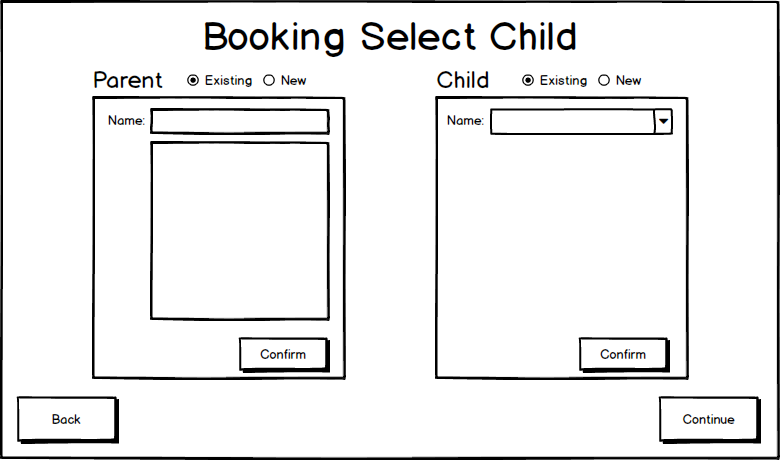 Booking Select Child
Parent Existing New
Child Existing New
Name:
Name:
Confirm
Confirm
Back
Continue